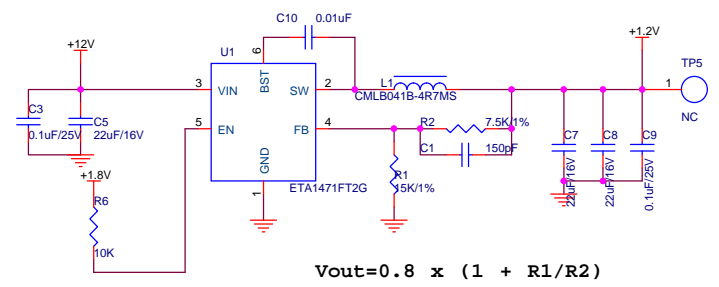 C10 0.01uF
+12V
+1.2V
U1
6
TP5
BST
L1
3 VIN SW 2
1
CMLB041B-4R7MS
C3
C5
0.1uF/25V
22uF/16V
5 EN FB 4
R2 7.5K/1%
NC
C7 C8 C9
C1 150pF
GND
+1.8V
R1
15K/1%
ETA1471FT2G
1
22uF/16V
22uF/16V
0.1uF/25V
R6
10K
Vout=0.8 x (1 + R1/R2)